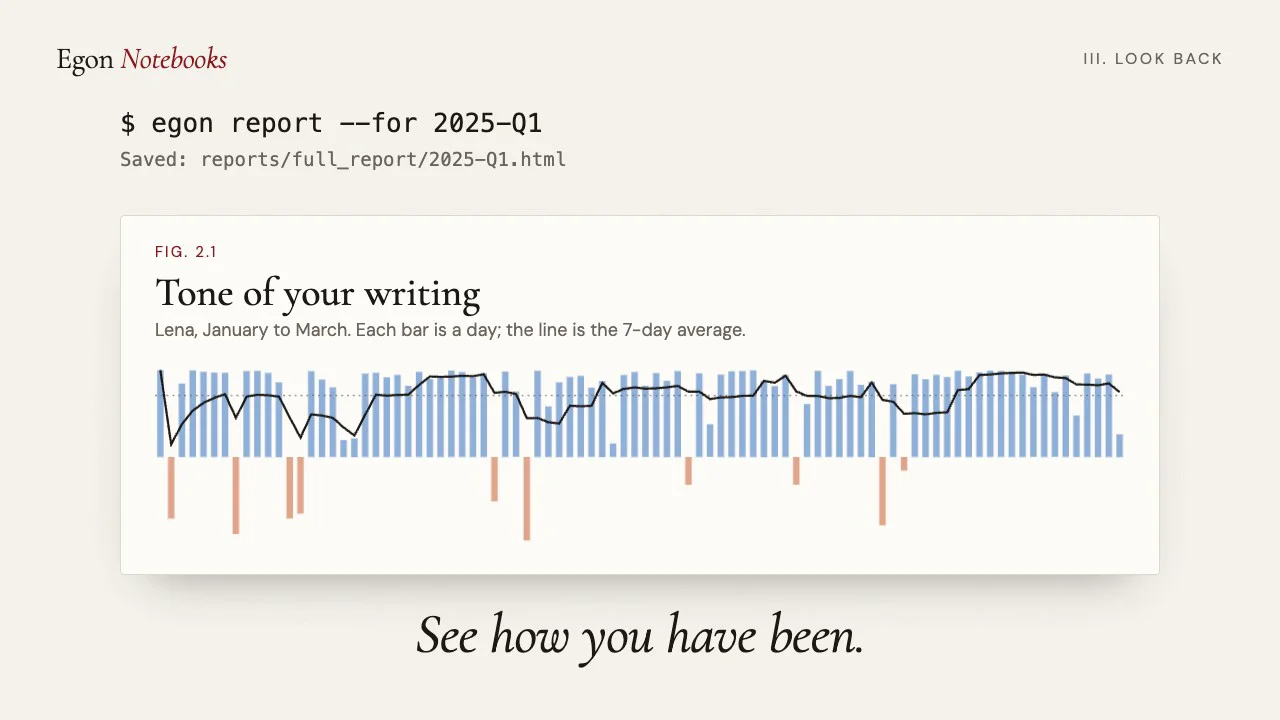 Egon Notebooks
III. LOOK BACK
$ egon report --for 2025-Q1
Saved: reports/full_report/2025-Q1.html
FIG. 2.1
Tone of your writing
Lena, January to March. Each bar is a day; the line is the 7-day average.
See how you have been.